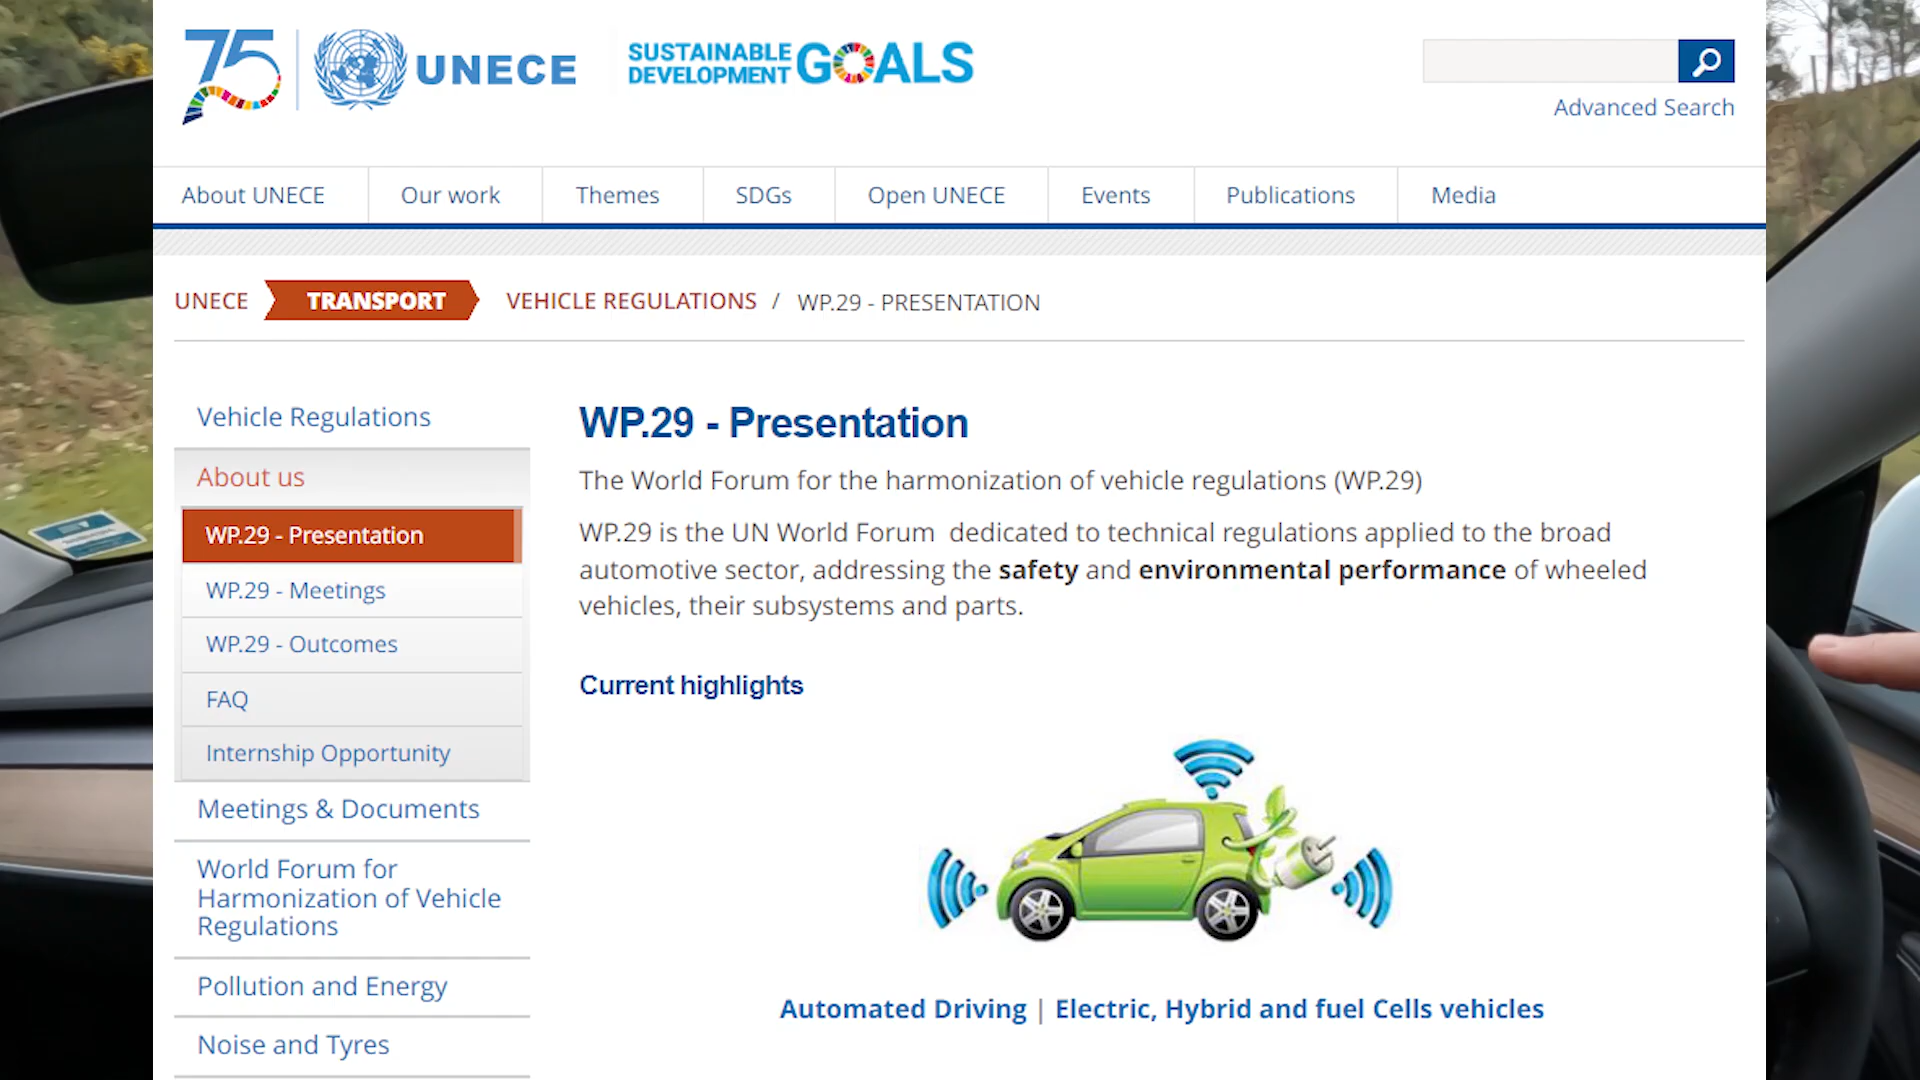 75
UNECE
SUSTAINABLE
DEVELOPMENT
GOALS
Advanced Search
About UNECE
Our work
Themes
SDGs
Open UNECE
Events
Publications
Media
UNECE
TRANSPORT
VEHICLE REGULATIONS / WP.29 - PRESENTATION
Vehicle Regulations
About us
WP.29 - Presentation
WP.29 - Meetings
WP.29 - Outcomes
FAQ
Internship Opportunity
Meetings & Documents
World Forum for
Harmonization of Vehicle
Regulations
Pollution and Energy
Noise and Tyres
WP.29 - Presentation
The World Forum for the harmonization of vehicle regulations (WP.29)
WP.29 is the UN World Forum dedicated to technical regulations applied to the broad
automotive sector, addressing the safety and environmental performance of wheeled
vehicles, their subsystems and parts.
Current highlights
Automated Driving | Electric, Hybrid and fuel Cells vehicles